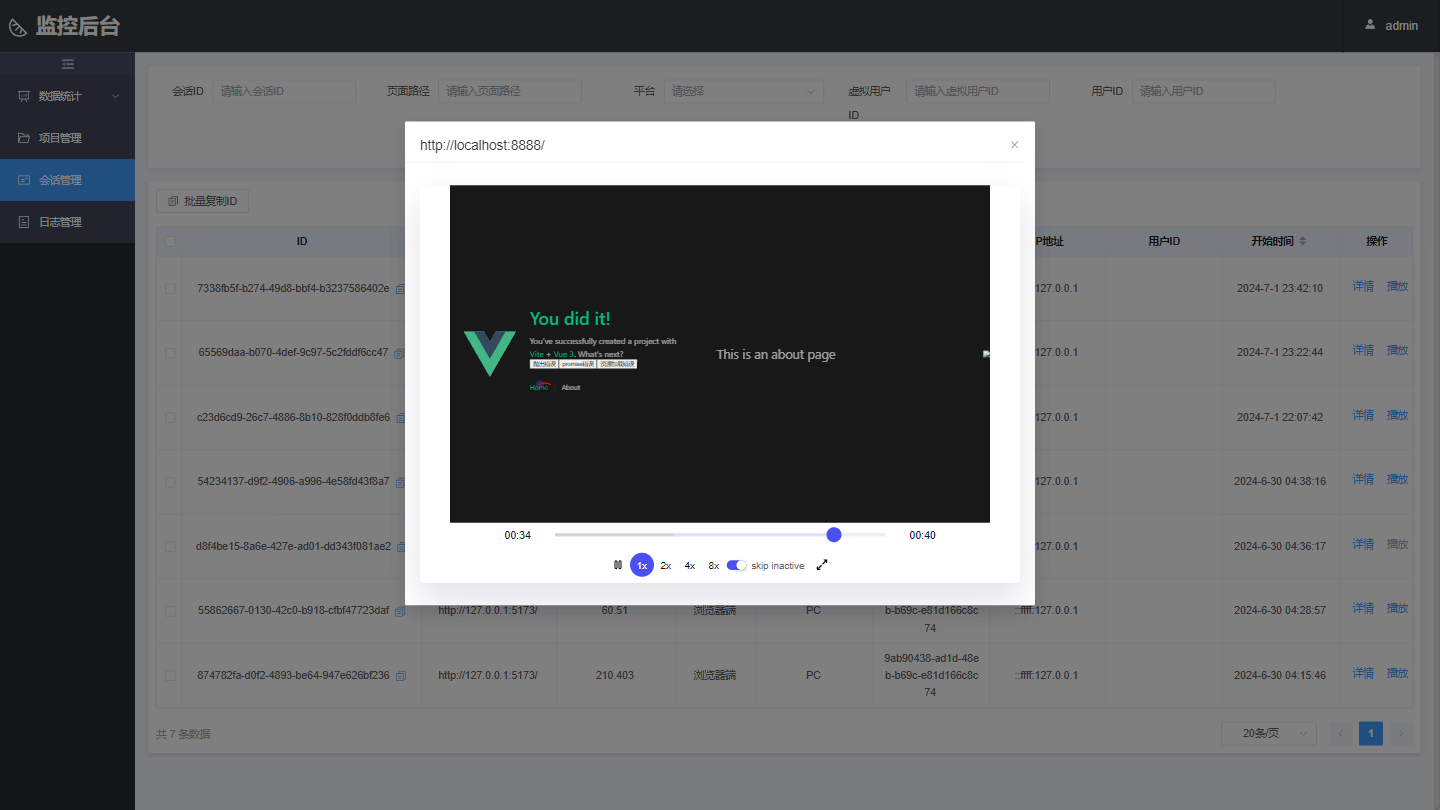 监控后台
admin
数据统计
项目管理
会话管理
日志管理
会话ID 请输入会话ID 页面路径 请输入页面路径 平台 请选择 虚拟用户ID 请输入虚拟用户ID 用户ID 请输入用户ID
批量复制ID
http://localhost:8888/
You did it!
You've successfully created a project with
Vite + Vue 3. What's next?
Home About
This is an about page
00:34 00:40
1x 2x 4x 8x skip inactive
ID P地址 用户ID 开始时间 操作
7338fb5f-b274-49d8-bbf4-b3237586402e 127.0.0.1 2024-7-1 23:42:10 详情 播放
65569daa-b070-4def-9c97-5c2fddf6cc47 127.0.0.1 2024-7-1 23:22:44 详情 播放
c23d6cd9-26c7-4886-8b10-828f0ddb8fe6 127.0.0.1 2024-7-1 22:07:42 详情 播放
54234137-d9f2-4906-a996-4e58fd43f8a7 127.0.0.1 2024-6-30 04:38:16 详情 播放
d8f4be15-8a6e-427e-ad01-dd343f081ae2 127.0.0.1 2024-6-30 04:36:17 详情 播放
55862667-0130-42c0-b918-cfbf47723daf http://127.0.0.1:5173/ 60.51 浏览器端 PC b-b69c-e81d166c8c74 ::ffff:127.0.0.1 2024-6-30 04:28:57 详情 播放
874782fa-d0f2-4893-be64-947e626bf236 http://127.0.0.1:5173/ 210.403 浏览器端 PC 9ab90438-ad1d-48eb-b69c-e81d166c8c74 ::ffff:127.0.0.1 2024-6-30 04:15:46 详情 播放
共 7 条数据
20条/页
1